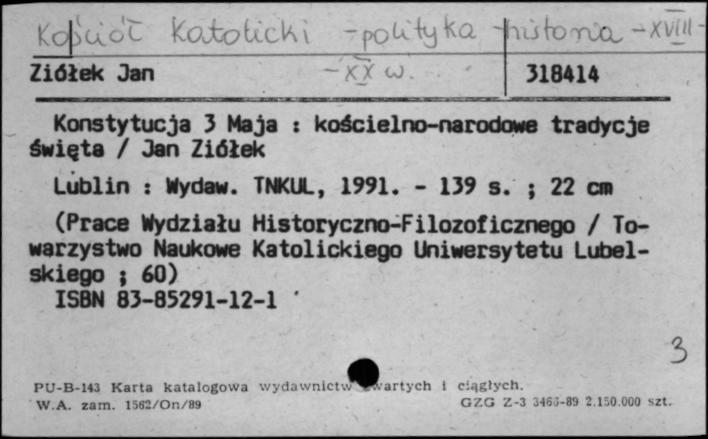 Kościół Katolicki - polityka - historia - XVIII -
- XX w.
Ziółek Jan 318414
Konstytucja 3 Maja : kościelno-narodowe tradycje
święta / Jan Ziółek
Lublin : Wydaw. TNKUL, 1991. - 139 s. ; 22 cm
(Prace Wydziału Historyczno-Filozoficznego / To-
warzystwo Naukowe Katolickiego Uniwersytetu Lubel-
skiego ; 60)
ISBN 83-85291-12-1
3
PU-B-143 Karta katalogowa wydawnictw zwartych i ciągłych.
W.A. zam. 1562/On/89 GZG Z-3 3466-89 2.150.000 szt.